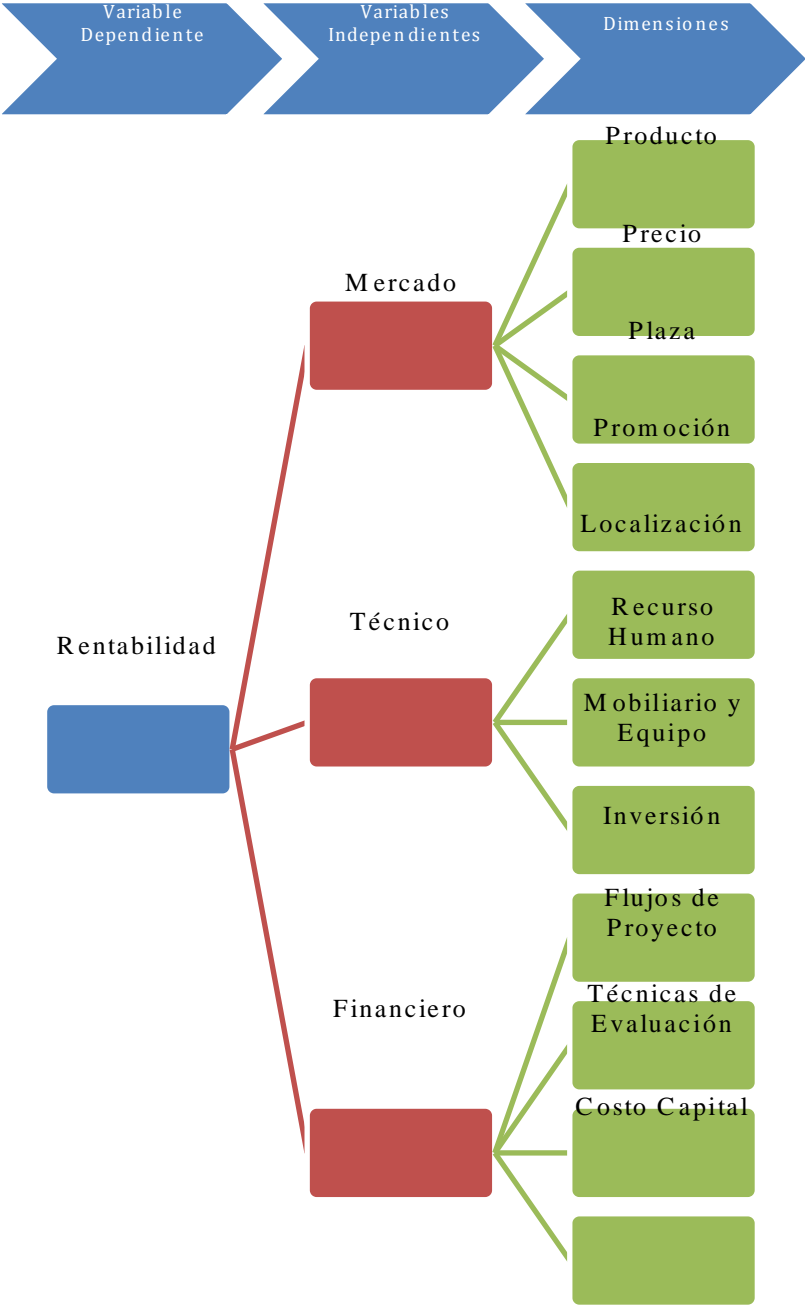 Variable
Dependiente
Variables
Independientes
Dimensiones
Producto
Precio
Mercado
Plaza
Promoción
Localización
Técnico
Rentabilidad
Recurso
Humano
Mobiliario y
Equipo
Inversión
Flujos de
Proyecto
Financiero
Técnicas de
Evaluación
Costo Capital